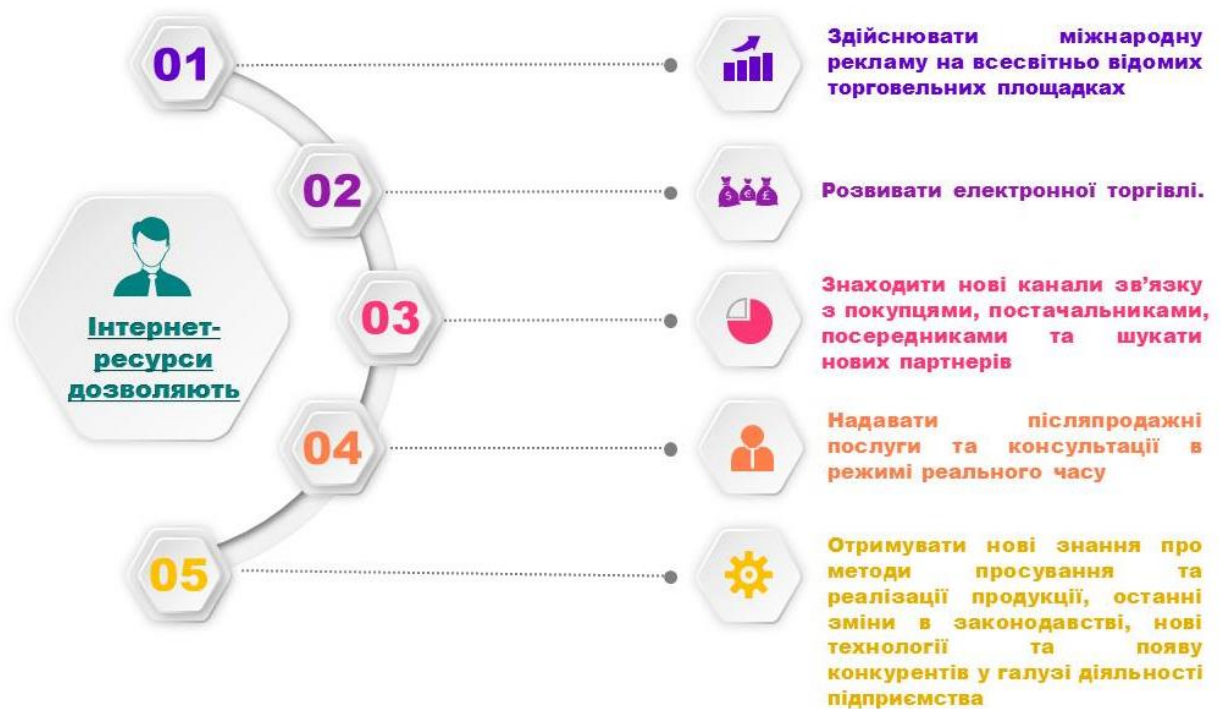 Інтернет-
ресурси
дозволяють
01
Здійснювати міжнародну
рекламу на всесвітньо відомих
торговельних площадках
02
Розвивати електронної торгівлі.
03
Знаходити нові канали зв’язку
з покупцями, постачальниками,
посередниками та шукати
нових партнерів
04
Надавати післяпродажні
послуги та консультації в
режимі реального часу
05
Отримувати нові знання про
методи просування та
реалізації продукції, останні
зміни в законодавстві, нові
технології та появу
конкурентів у галузі діяльності
підприємства